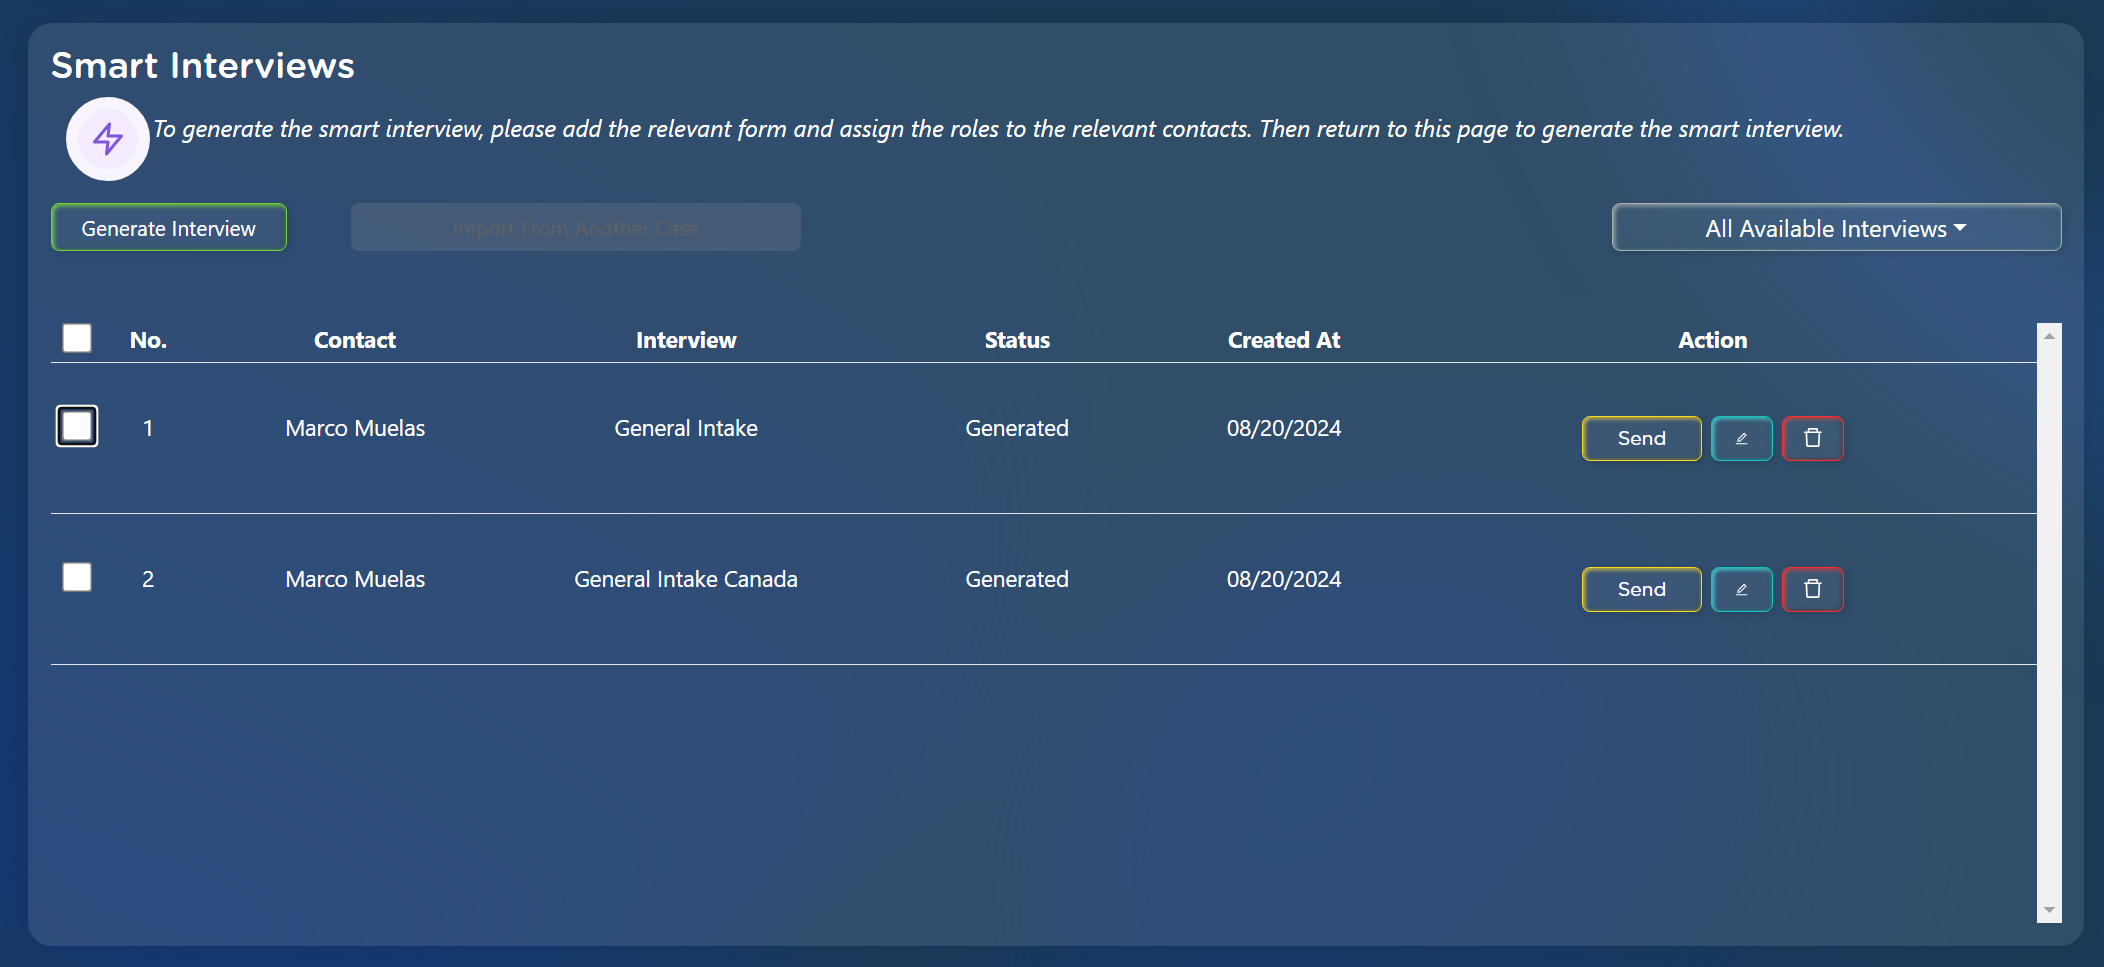 Smart Interviews
To generate the smart interview, please add the relevant form and assign the roles to the relevant contacts. Then return to this page to generate the smart interview.
Generate Interview Import From Another Case All Available Interviews
No. Contact Interview Status Created At Action
1 Marco Muelas General Intake Generated 08/20/2024 Send
2 Marco Muelas General Intake Canada Generated 08/20/2024 Send